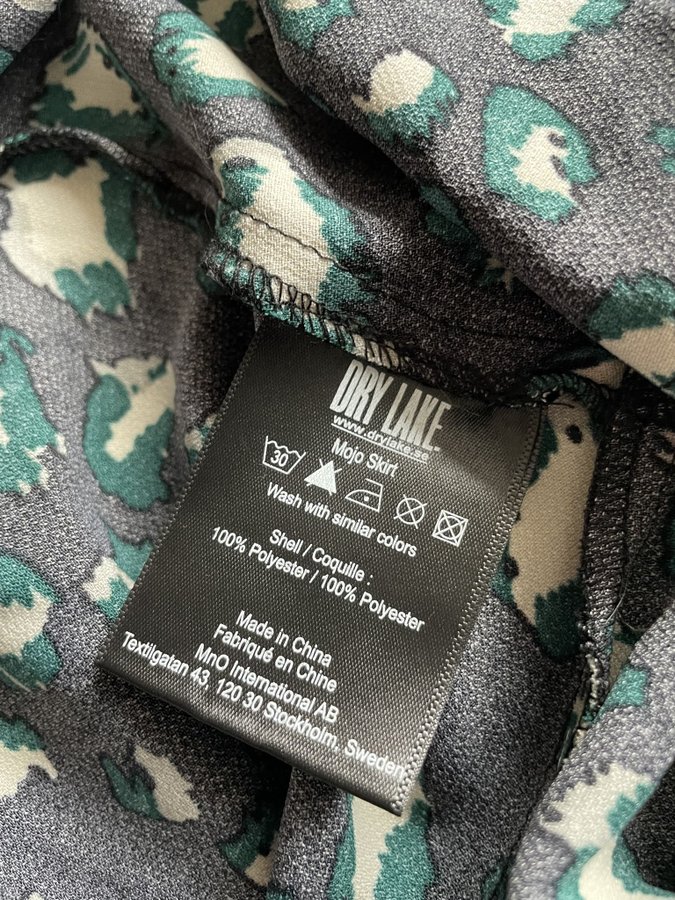 DRY LAKE.
www.drylake.se
Mojo Skirt
30
Wash with similar colors
Shell / Coquille :
100% Polyester / 100% Polyester
Made in China
Fabriqué en Chine
MnO International AB
Textilgatan 43, 120 30 Stockholm, Sweden